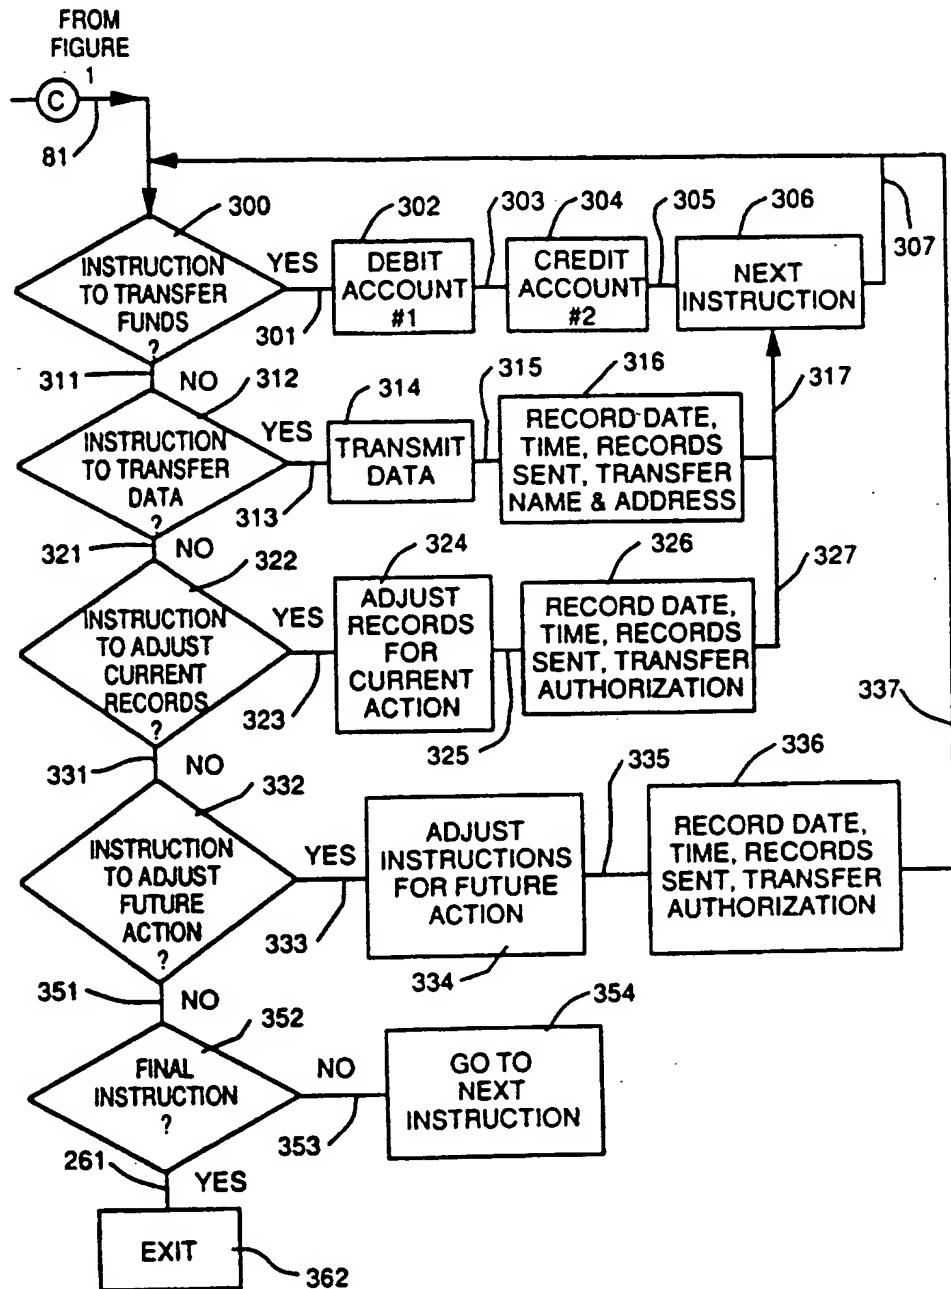 FROM
FIGURE
1
C
81
300
INSTRUCTION
TO TRANSFER
FUNDS
?
YES
301
302
DEBIT
ACCOUNT
#1
303
304
CREDIT
ACCOUNT
#2
305
306
NEXT
INSTRUCTION
307
311
NO
312
INSTRUCTION
TO TRANSFER
DATA
?
YES
313
314
TRANSMIT
DATA
315
316
RECORD DATE,
TIME, RECORDS
SENT, TRANSFER
NAME & ADDRESS
317
321
NO
322
INSTRUCTION
TO ADJUST
CURRENT
RECORDS
?
YES
323
324
ADJUST
RECORDS
FOR
CURRENT
ACTION
325
326
RECORD DATE,
TIME, RECORDS
SENT, TRANSFER
AUTHORIZATION
327
337
331
NO
332
INSTRUCTION
TO ADJUST
FUTURE
ACTION
?
YES
333
ADJUST
INSTRUCTIONS
FOR FUTURE
ACTION
334
335
336
RECORD DATE,
TIME, RECORDS
SENT, TRANSFER
AUTHORIZATION
351
NO
352
FINAL
INSTRUCTION
?
NO
353
354
GO TO
NEXT
INSTRUCTION
261
YES
EXIT
362